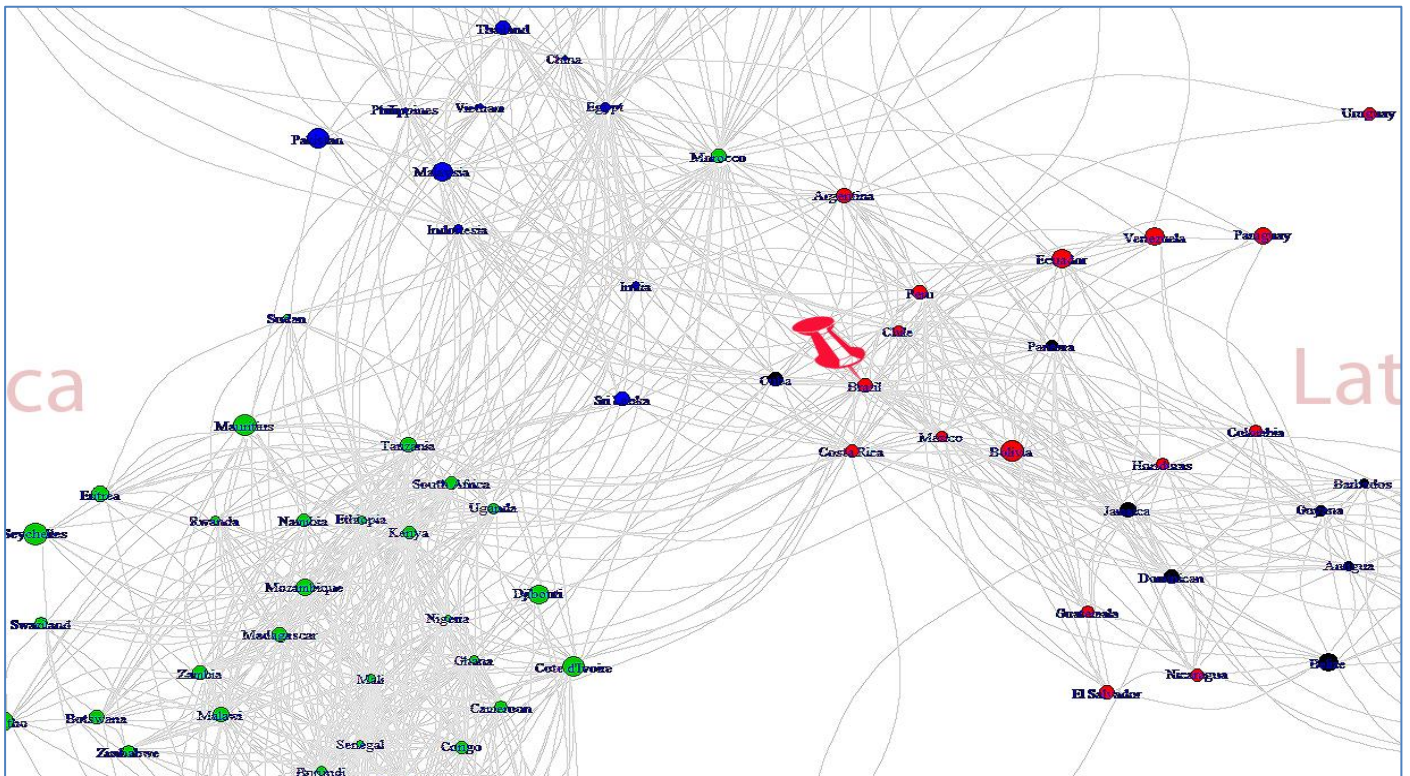 Thailand
China
Philippines
Vietnam
Egypt
Uruguay
Pakistan
Morocco
Malaysia
Argentina
Indonesia
Venezuela
Paraguay
Ecuador
India
Peru
Sudan
Chile
Panama
ca
Lat
Cuba
Brazil
Sri Lanka
Tanzania
Mexico
Colombia
Costa Rica
Bolivia
Honduras
South Africa
Barbados
Eritrea
Uganda
Jamaica
Guyana
Rwanda
Namibia
Ethiopia
Kenya
Seychelles
Antigua
Dominican
Mozambique
Djibouti
Guatemala
Swaziland
Nigeria
Madagascar
Ghana
Cote d'Ivoire
Belize
Zambia
Mali
Nicaragua
El Salvador
Cameroon
Botswana
Malawi
tho
Zimbabwe
Senegal
Congo
Burundi